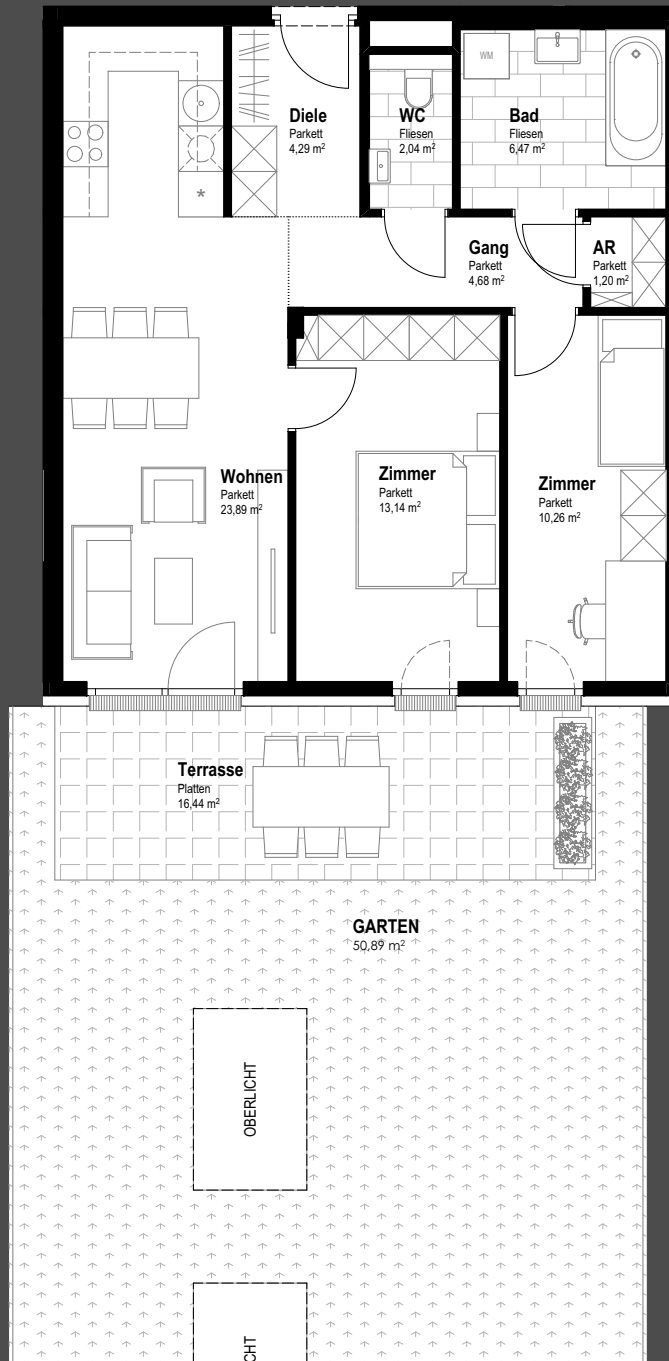 WM
Diele
Parkett
4,29 m²
WC
Fliesen
2,04 m²
Bad
Fliesen
6,47 m²
*
Gang
Parkett
4,68 m²
AR
Parkett
1,20 m²
Wohnen
Parkett
23,89 m²
Zimmer
Parkett
13,14 m²
Zimmer
Parkett
10,26 m²
Terrasse
Platten
16,44 m²
GARTEN
50,89 m²
OBERLICHT
CHT